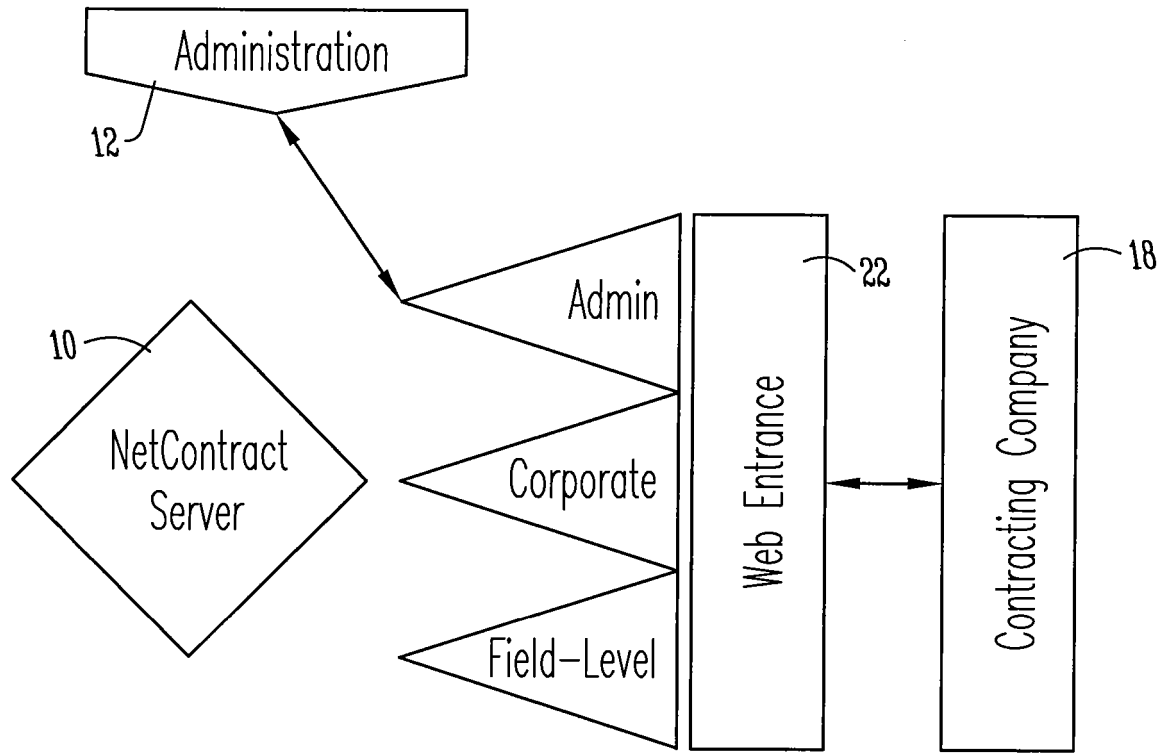 Administration
12
Admin
22
18
10
NetContract
Server
Corporate
Web Entrance
Contracting Company
Field-Level